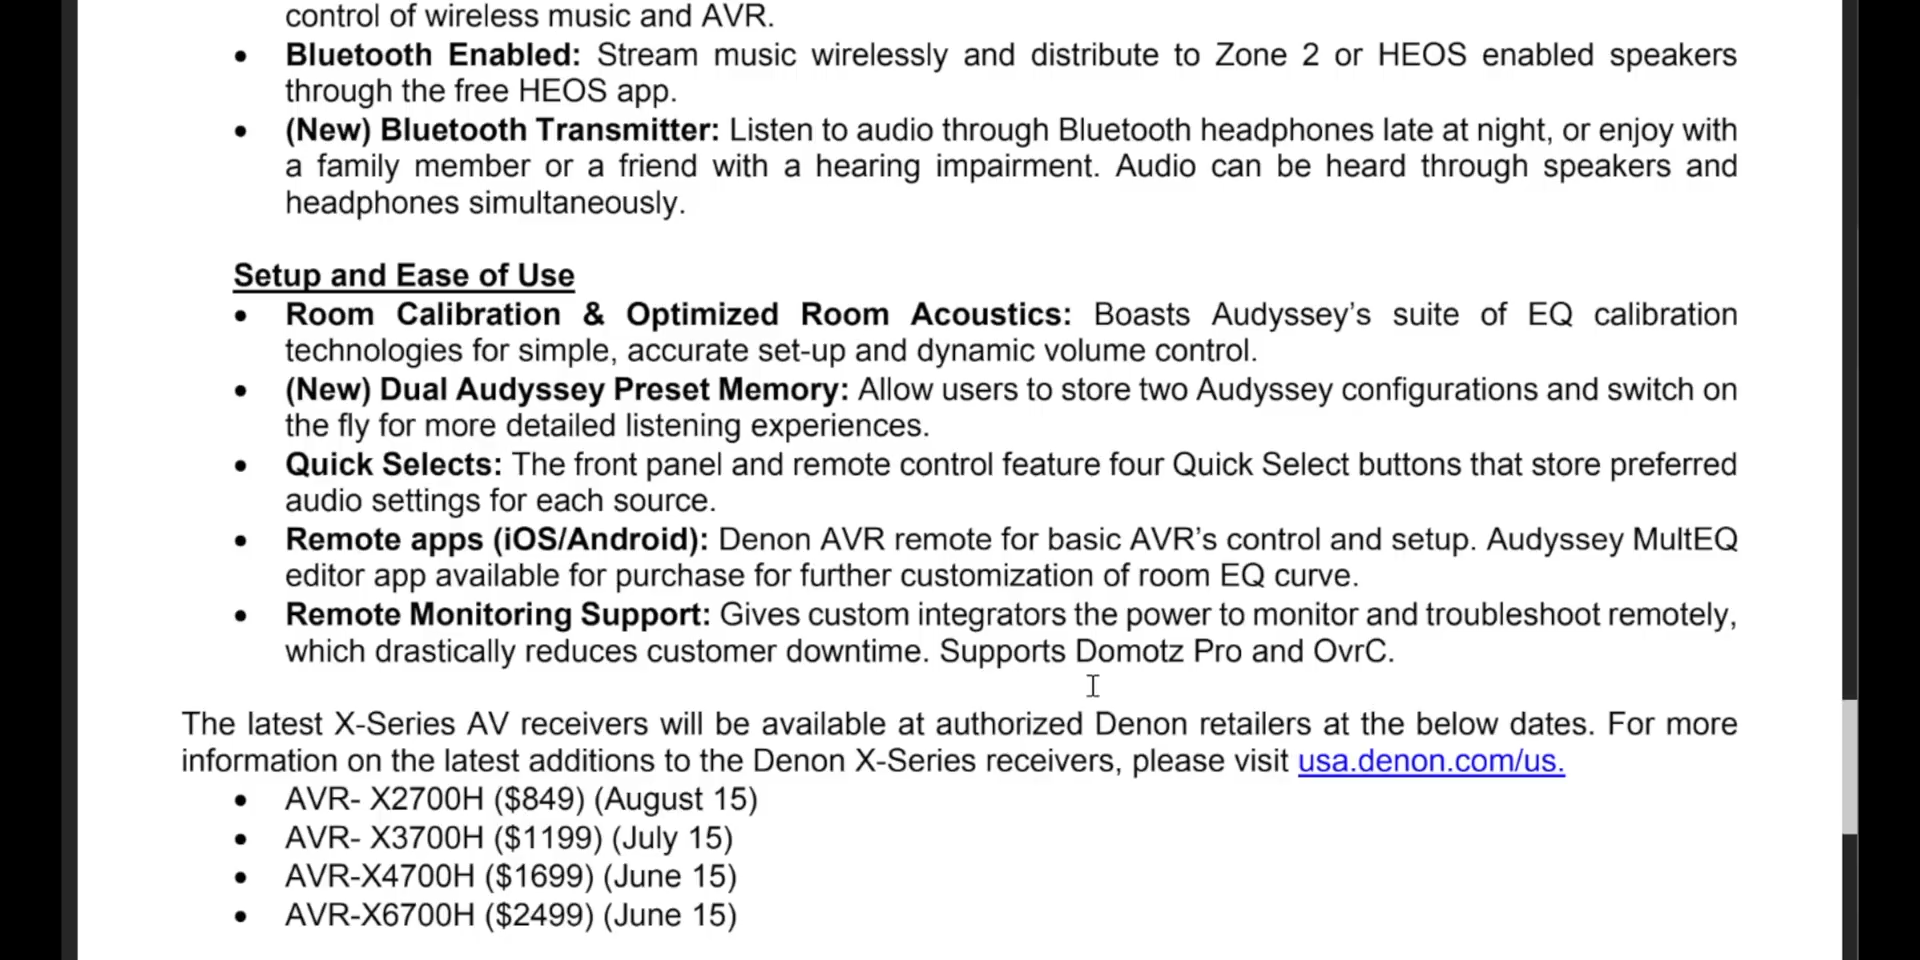 control of wireless music and AVR.
• Bluetooth Enabled: Stream music wirelessly and distribute to Zone 2 or HEOS enabled speakers
through the free HEOS app.
• (New) Bluetooth Transmitter: Listen to audio through Bluetooth headphones late at night, or enjoy with
a family member or a friend with a hearing impairment. Audio can be heard through speakers and
headphones simultaneously.
Setup and Ease of Use
• Room Calibration & Optimized Room Acoustics: Boasts Audyssey’s suite of EQ calibration
technologies for simple, accurate set-up and dynamic volume control.
• (New) Dual Audyssey Preset Memory: Allow users to store two Audyssey configurations and switch on
the fly for more detailed listening experiences.
• Quick Selects: The front panel and remote control feature four Quick Select buttons that store preferred
audio settings for each source.
• Remote apps (iOS/Android): Denon AVR remote for basic AVR’s control and setup. Audyssey MultEQ
editor app available for purchase for further customization of room EQ curve.
• Remote Monitoring Support: Gives custom integrators the power to monitor and troubleshoot remotely,
which drastically reduces customer downtime. Supports Domotz Pro and OvrC.
The latest X-Series AV receivers will be available at authorized Denon retailers at the below dates. For more
information on the latest additions to the Denon X-Series receivers, please visit usa.denon.com/us.
• AVR- X2700H ($849) (August 15)
• AVR- X3700H ($1199) (July 15)
• AVR-X4700H ($1699) (June 15)
• AVR-X6700H ($2499) (June 15)